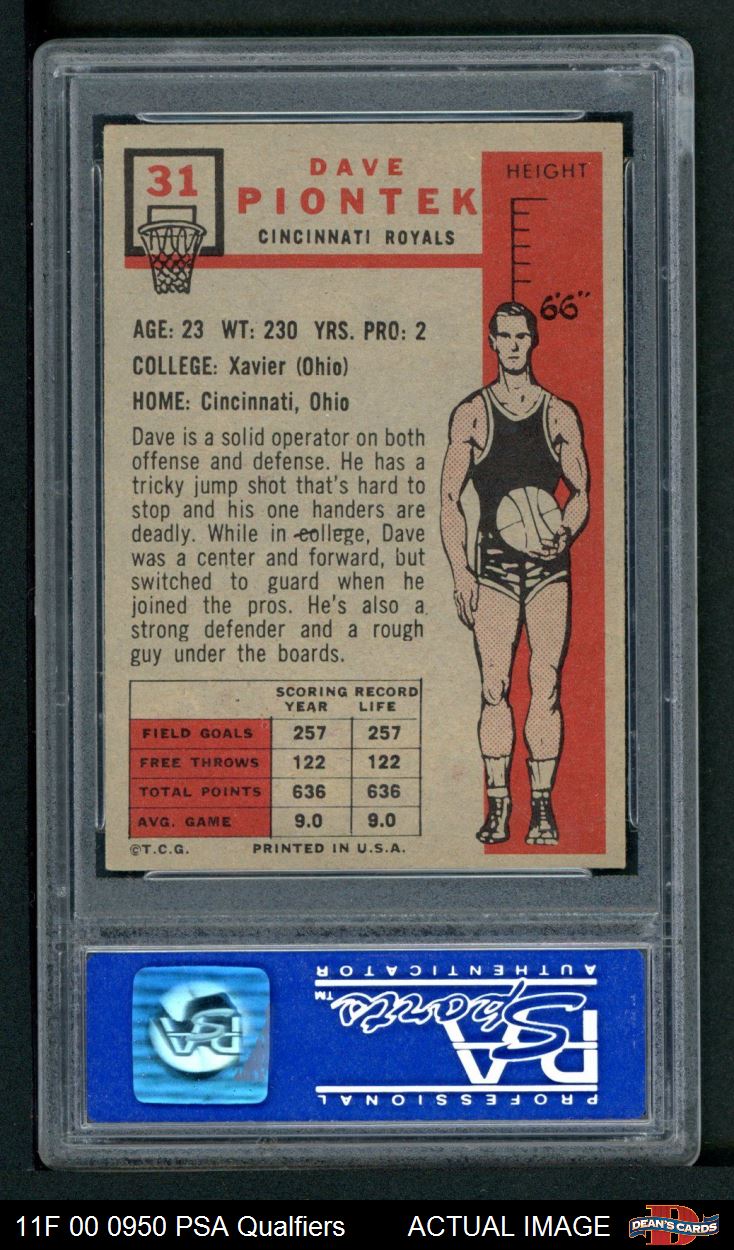 31
DAVE
PIONTEK
CINCINNATI ROYALS
HEIGHT
6'6"
AGE: 23 WT: 230 YRS. PRO: 2
COLLEGE: Xavier (Ohio)
HOME: Cincinnati, Ohio
Dave is a solid operator on both
offense and defense. He has a
tricky jump shot that's hard to
stop and his one handers are
deadly. While in college, Dave
was a center and forward, but
switched to guard when he
joined the pros. He's also a
strong defender and a rough
guy under the boards.
SCORING RECORD
YEAR LIFE
FIELD GOALS 257 257
FREE THROWS 122 122
TOTAL POINTS 636 636
AVG. GAME 9.0 9.0
©T.C.G. PRINTED IN U.S.A.
PROFESSIONAL
PSA
Sports™
AUTHENTICATOR
PSA
11F 00 0950 PSA Qualfiers ACTUAL IMAGE
D
DEAN'S CARDS